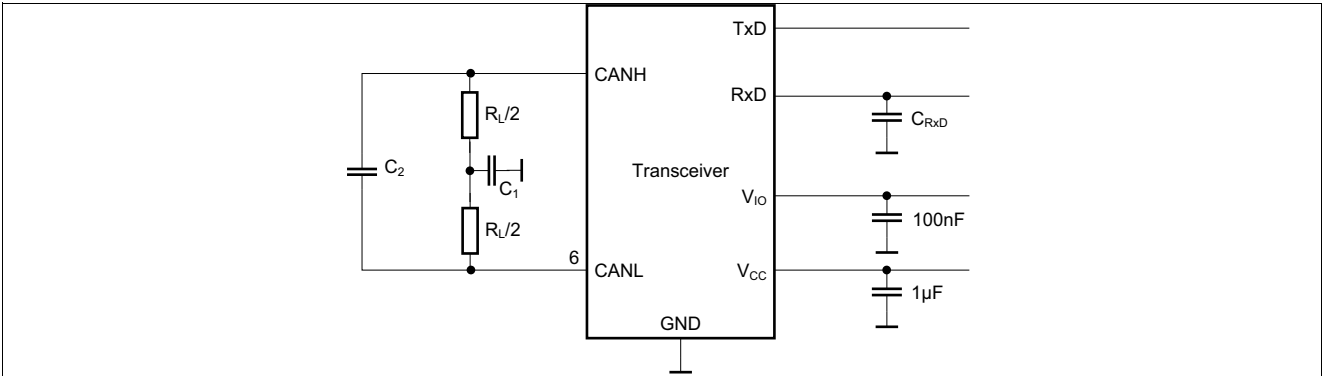 TxD
CANH
RxD
R_L/2
C_RxD
C_2
Transceiver
C_1
V_IO
100nF
R_L/2
6
CANL
V_CC
1µF
GND